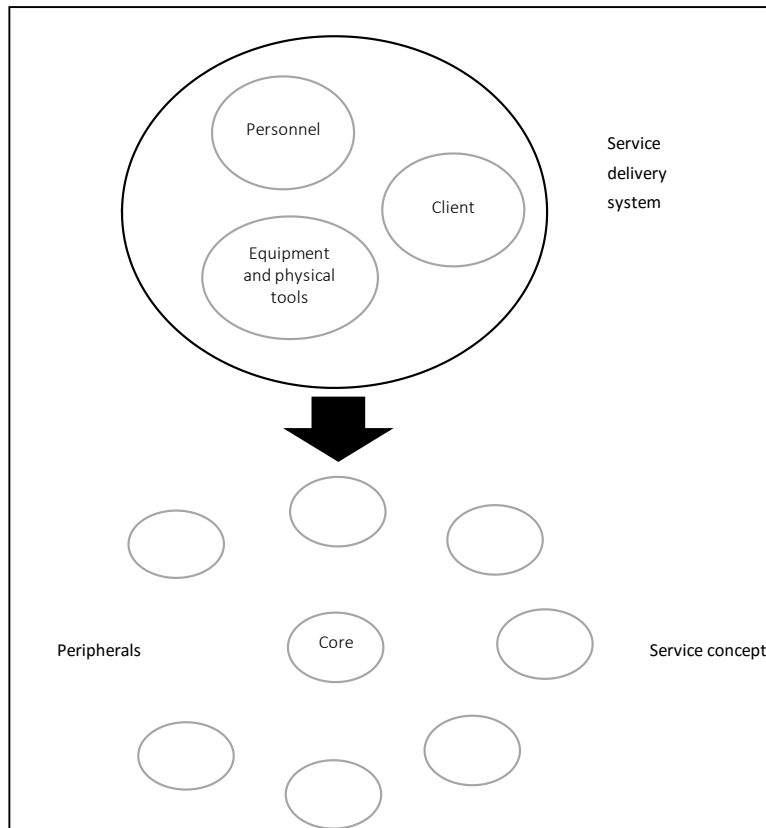 Personnel
Service
delivery
system
Client
Equipment
and physical
tools
Core
Peripherals
Service concept